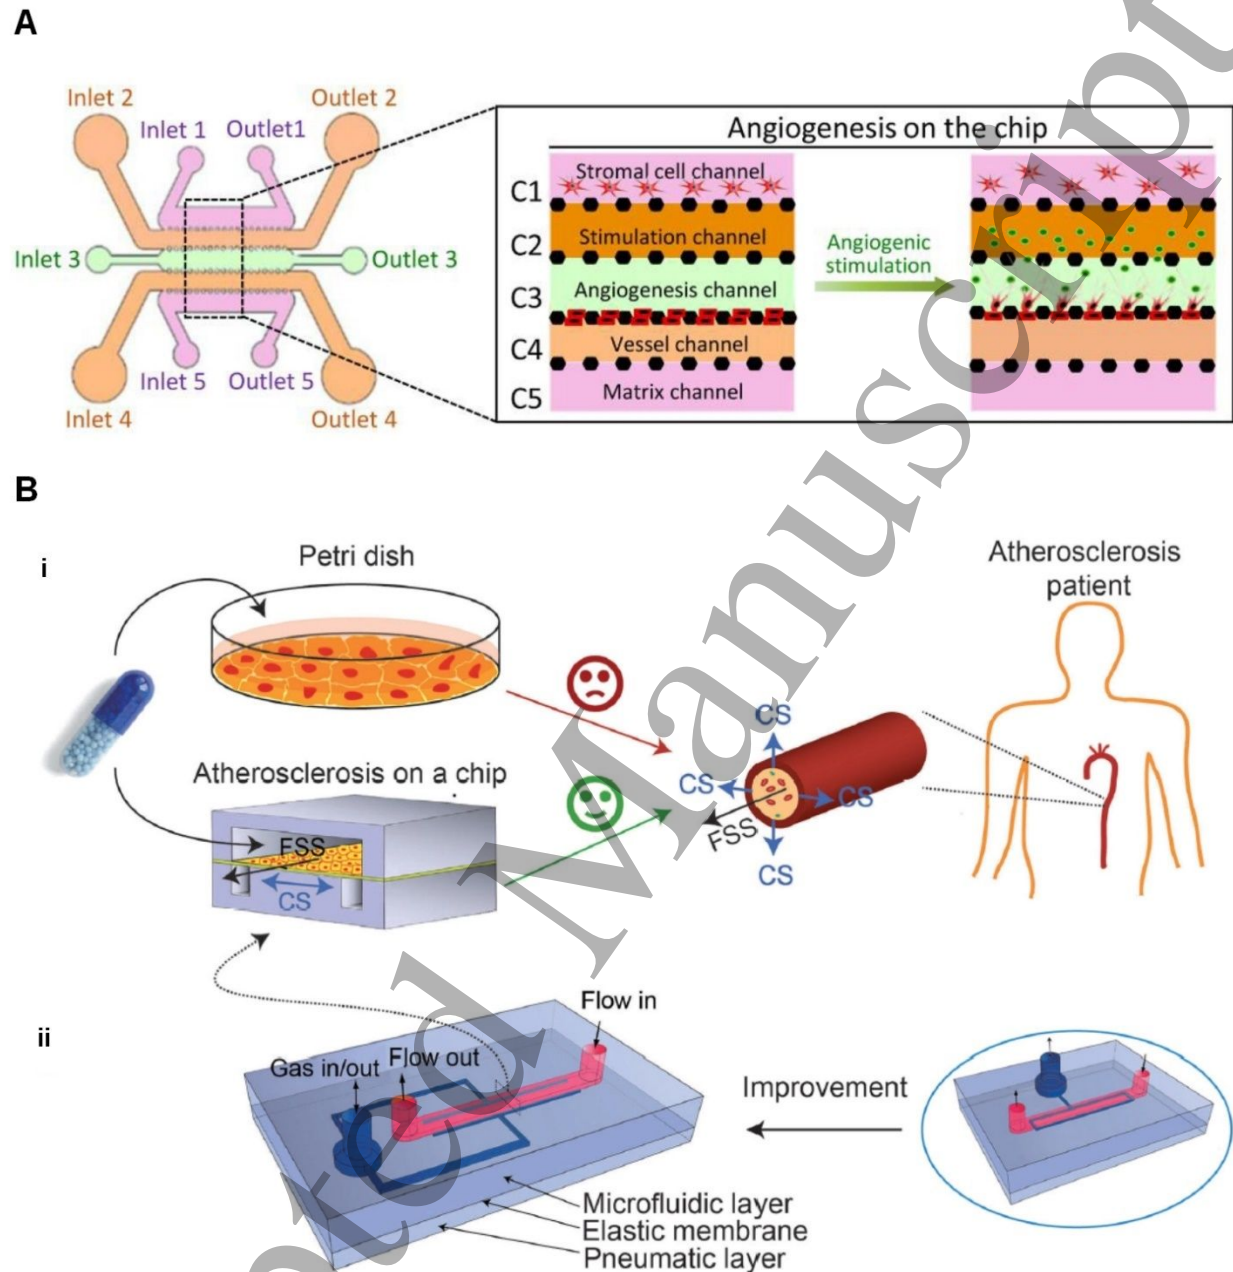 A
Inlet 2
Outlet 2
Inlet 1
Outlet1
Inlet 3
Outlet 3
Inlet 5
Outlet 5
Inlet 4
Outlet 4
Angiogenesis on the chip
C1
Stromal cell channel
C2
Stimulation channel
C3
Angiogenesis channel
C4
Vessel channel
C5
Matrix channel
Angiogenic
stimulation
B
i
Petri dish
Atherosclerosis
patient
Atherosclerosis on a chip
FSS
CS
CS
CS
CS
CS
FSS
ii
Flow in
Gas in/out
Flow out
Improvement
Microfluidic layer
Elastic membrane
Pneumatic layer
pted Manuscript